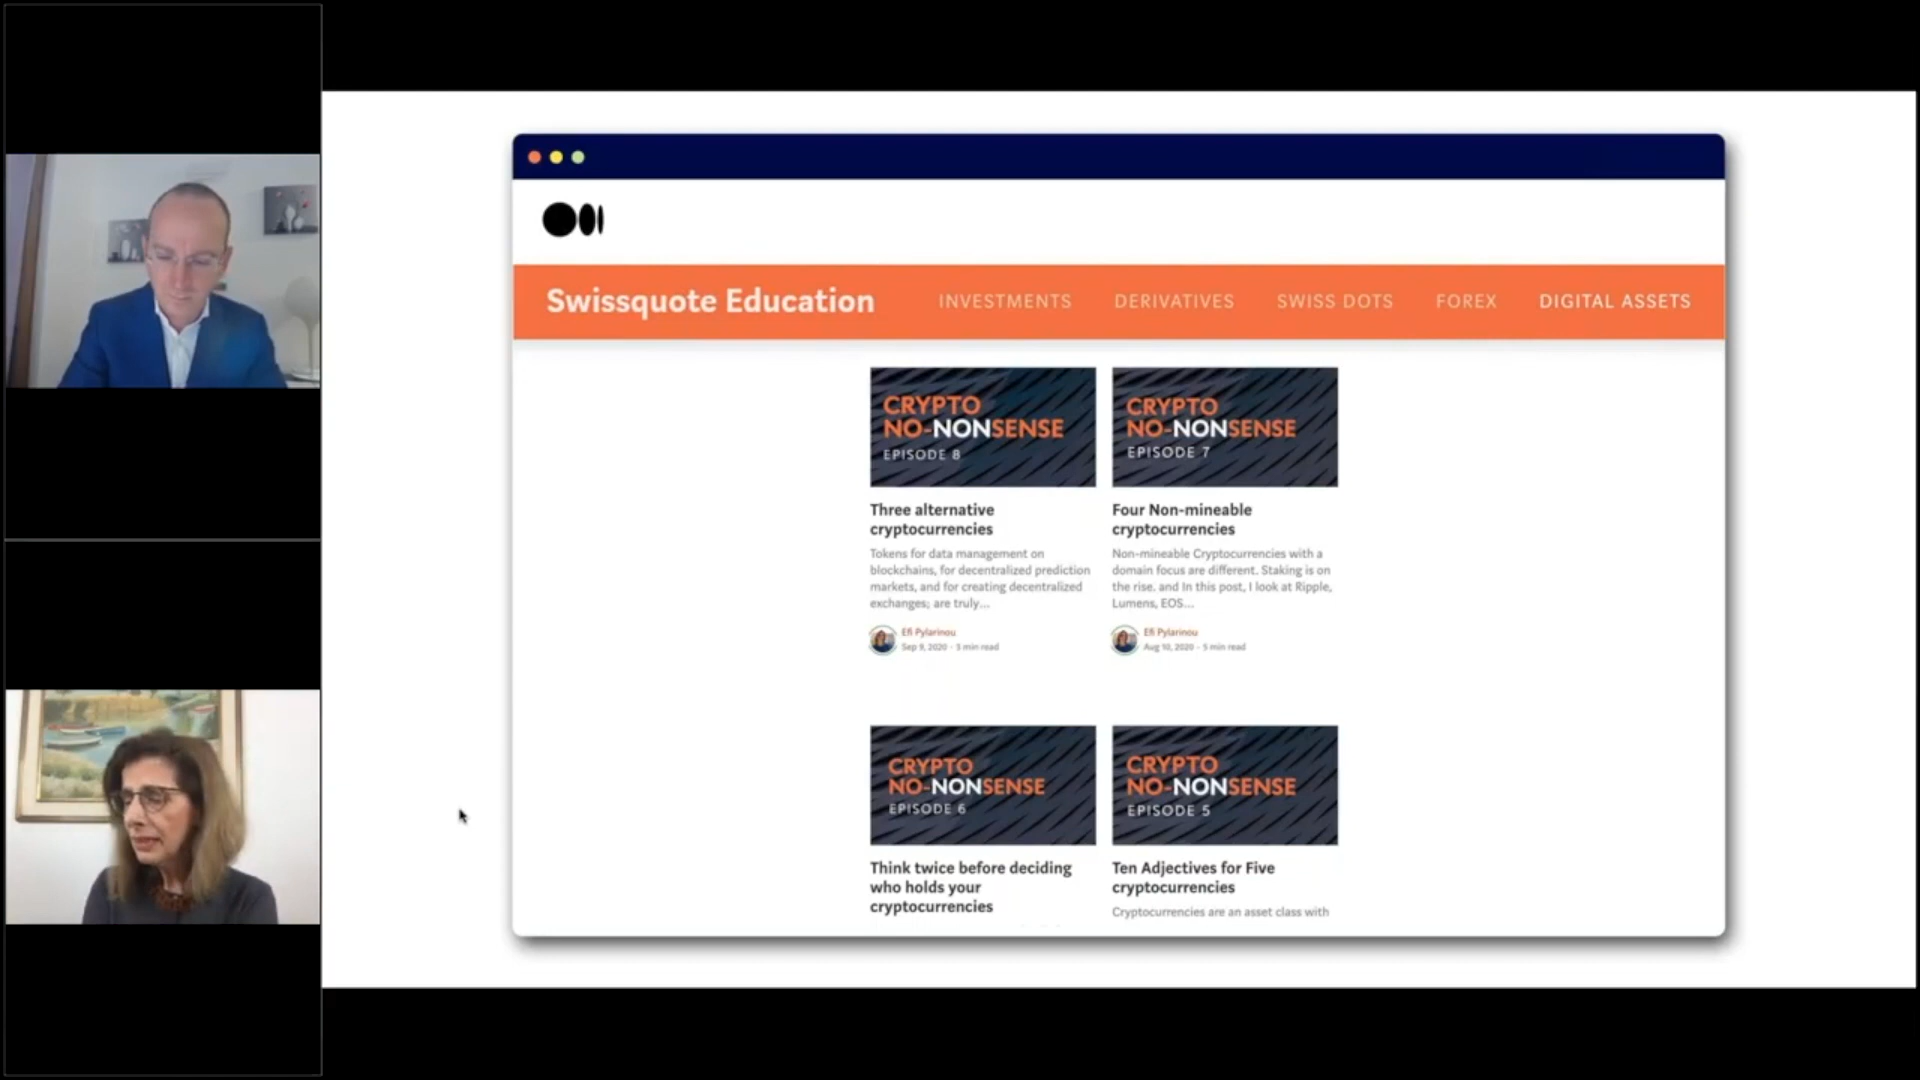 Swissquote Education
INVESTMENTS
DERIVATIVES
SWISS DOTS
FOREX
DIGITAL ASSETS
CRYPTO
NO-NONSENSE
EPISODE 8
Three alternative
cryptocurrencies
Tokens for data management on
blockchains, for decentralized prediction
markets, and for creating decentralized
exchanges; are truly...
Efi Pylarinou
Sep 9, 2020 · 3 min read
CRYPTO
NO-NONSENSE
EPISODE 7
Four Non-mineable
cryptocurrencies
Non-mineable Cryptocurrencies with a
domain focus are different. Staking is on
the rise. and In this post, I look at Ripple,
Lumens, EOS...
Efi Pylarinou
Aug 10, 2020 · 5 min read
CRYPTO
NO-NONSENSE
EPISODE 6
Think twice before deciding
who holds your
cryptocurrencies
CRYPTO
NO-NONSENSE
EPISODE 5
Ten Adjectives for Five
cryptocurrencies
Cryptocurrencies are an asset class with